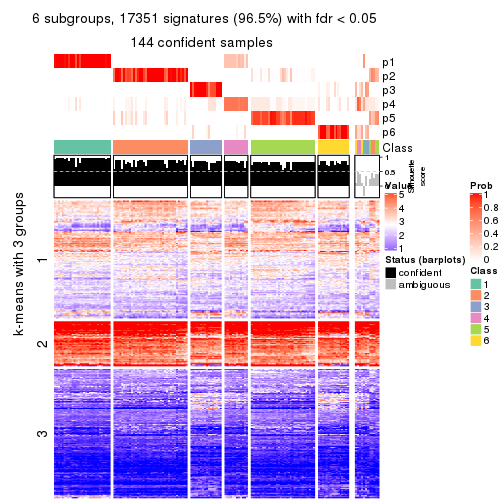 6 subgroups, 17351 signatures (96.5%) with fdr < 0.05
144 confident samples
p1
p2
p3
p4
p5
p6
Class
1
0.5
0
Silhouette
score
k-means with 3 groups
1
2
3
Value
5
4
3
2
1
Status (barplots)
confident
ambiguous
Prob
1
0.8
0.6
0.4
0.2
0
Class
1
2
3
4
5
6